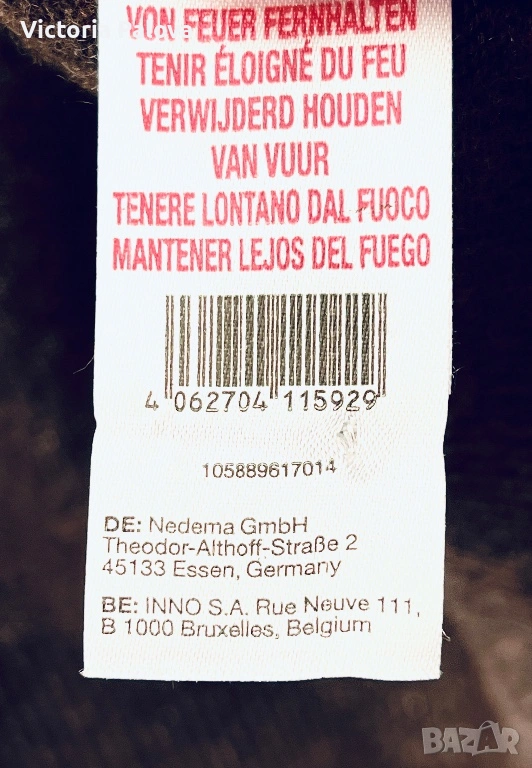 Victoria Palova
VON FEUER FERNHALTEN
TENIR ÉLOIGNÉ DU FEU
VERWIJDERD HOUDEN
VAN VUUR
TENERE LONTANO DAL FUOCO
MANTENER LEJOS DEL FUEGO
4 062704 115929
105889617014
DE: Nedema GmbH
Theodor-Althoff-Straße 2
45133 Essen, Germany
BE: INNO S.A. Rue Neuve 111,
B 1000 Bruxelles, Belgium
BAZAR